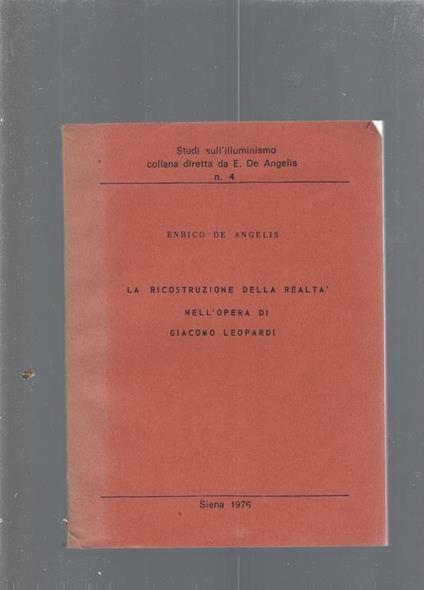 Studi sull'illuminismo
collana diretta da E. De Angelis
n. 4
ENRICO DE ANGELIS
LA RICOSTRUZIONE DELLA REALTA'
NELL'OPERA DI
GIACOMO LEOPARDI
Siena 1976